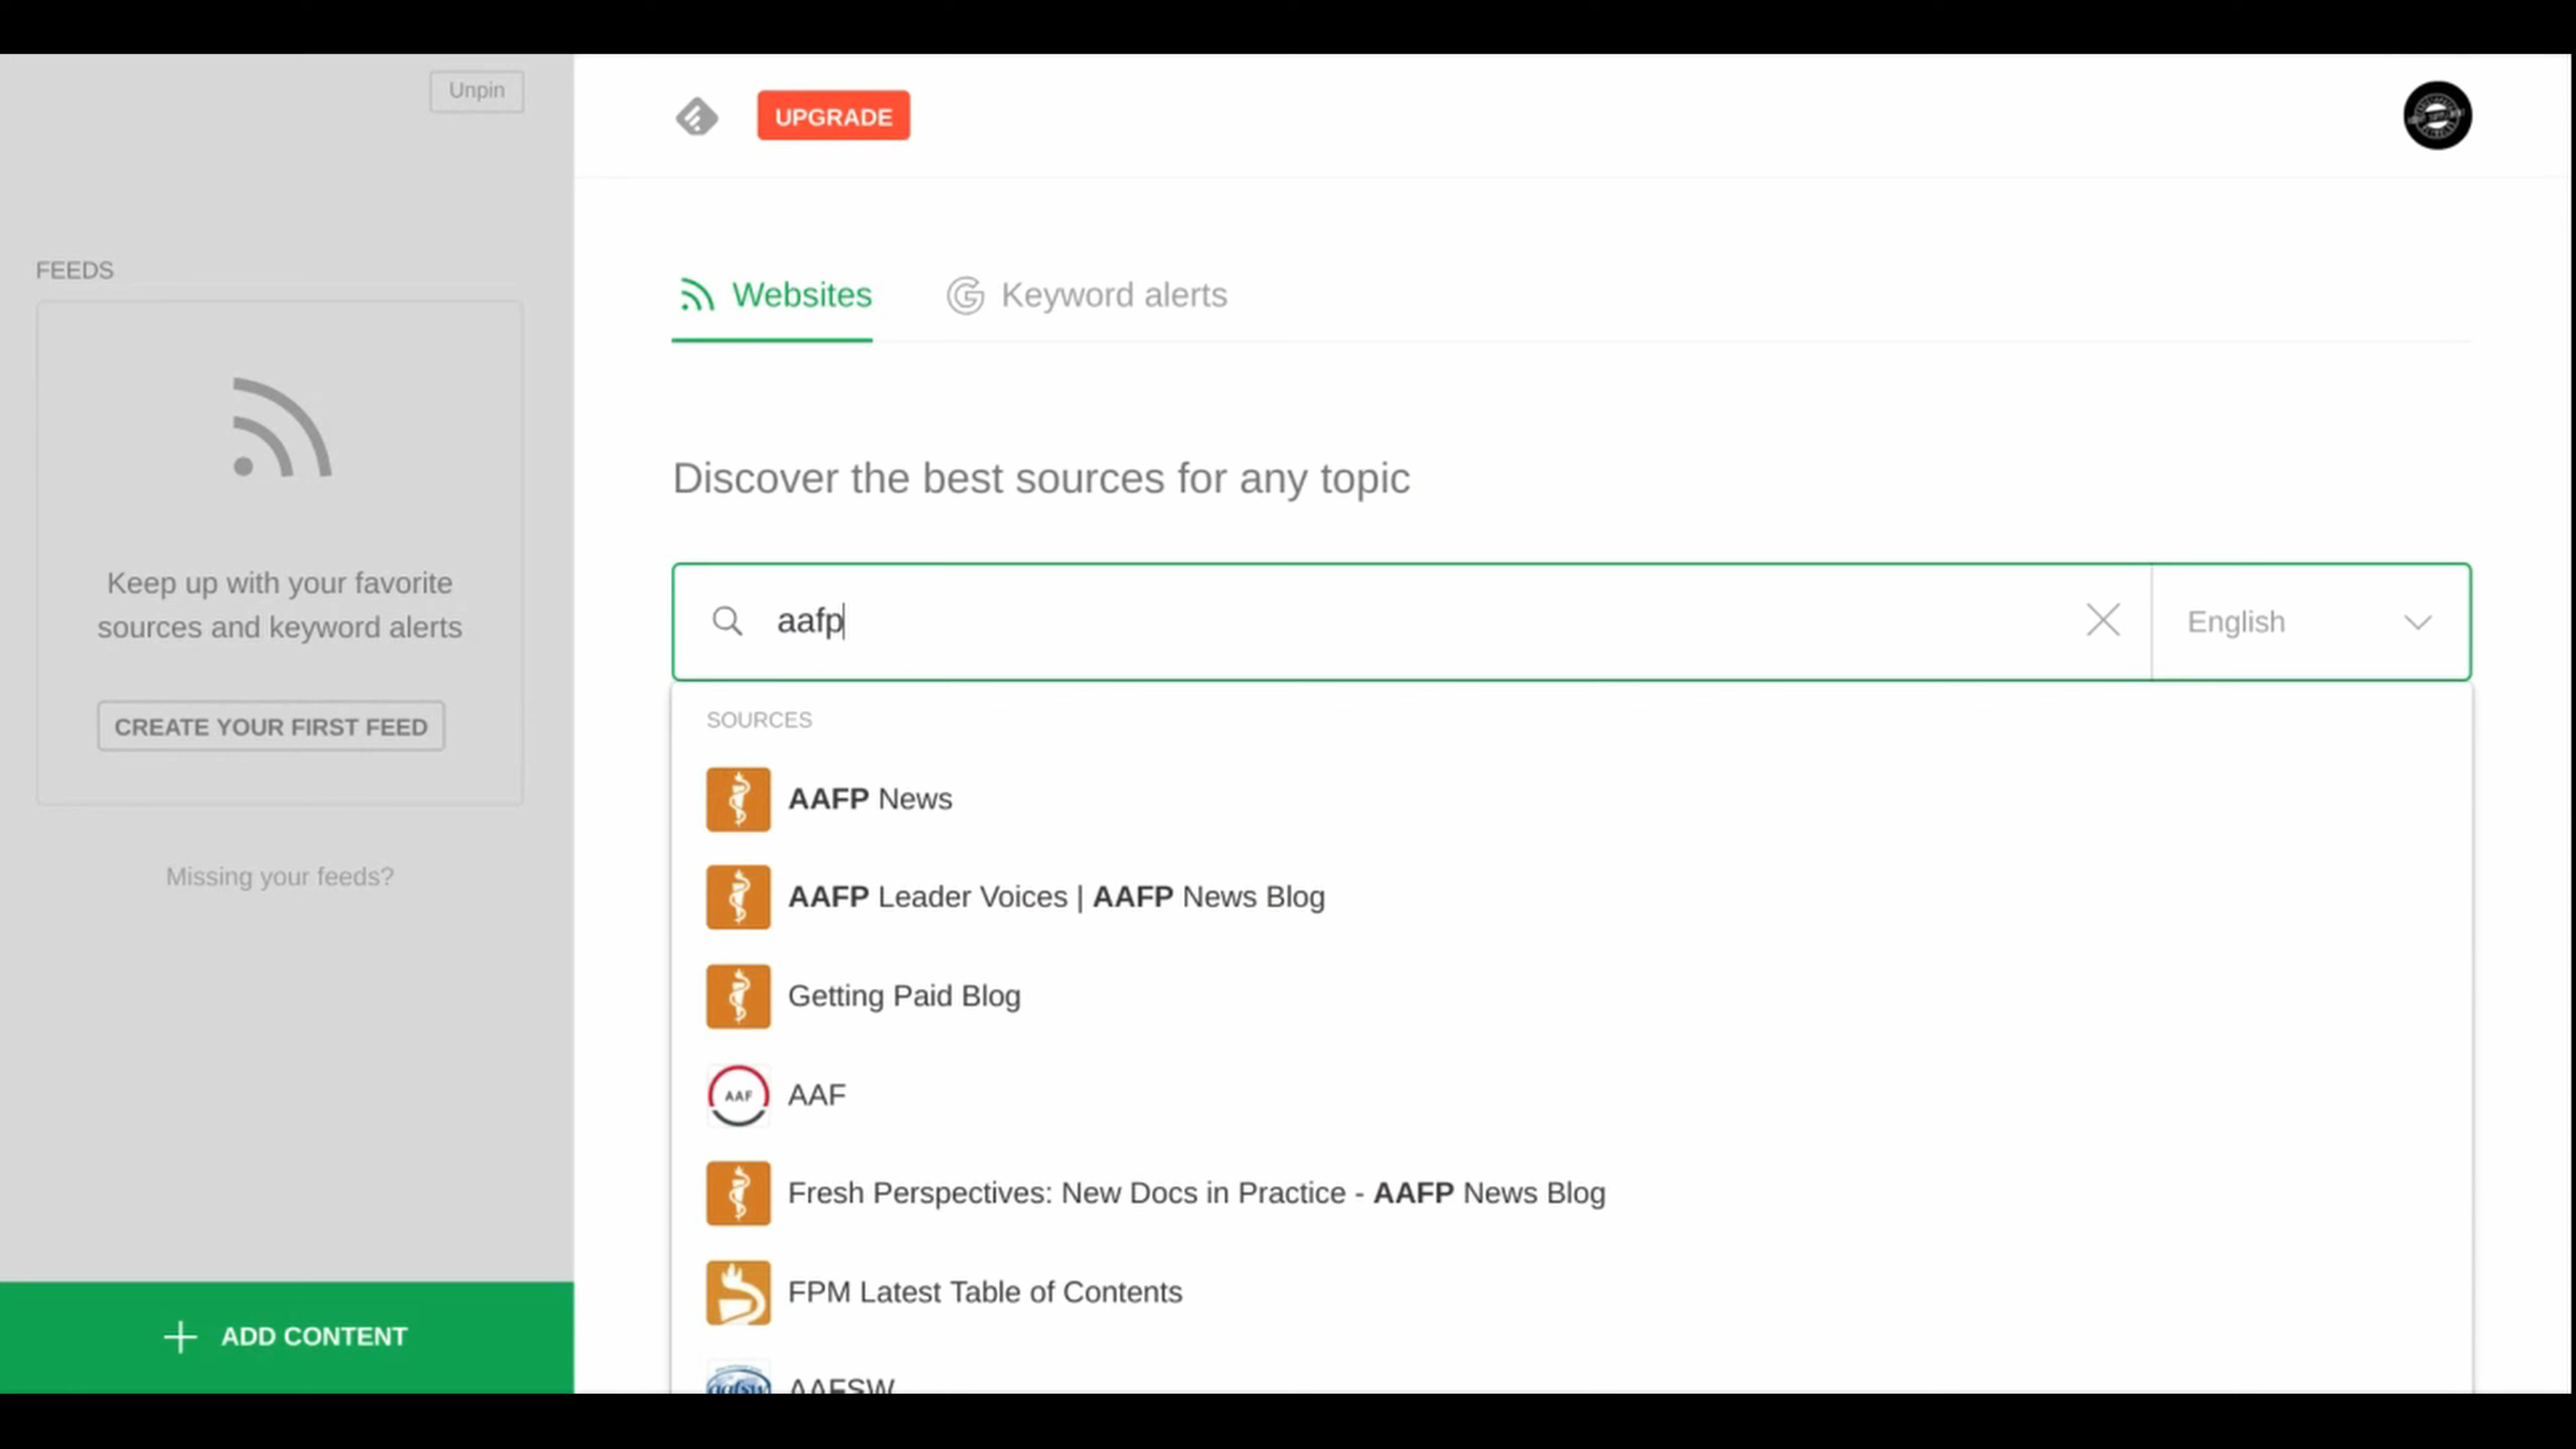 Unpin
UPGRADE
FEEDS
Websites
Keyword alerts
Keep up with your favorite
sources and keyword alerts
CREATE YOUR FIRST FEED
Missing your feeds?
ADD CONTENT
Discover the best sources for any topic
aafp
English
SOURCES
AAFP News
AAFP Leader Voices | AAFP News Blog
Getting Paid Blog
AAF
AAF
Fresh Perspectives: New Docs in Practice - AAFP News Blog
FPM Latest Table of Contents
AAFSW